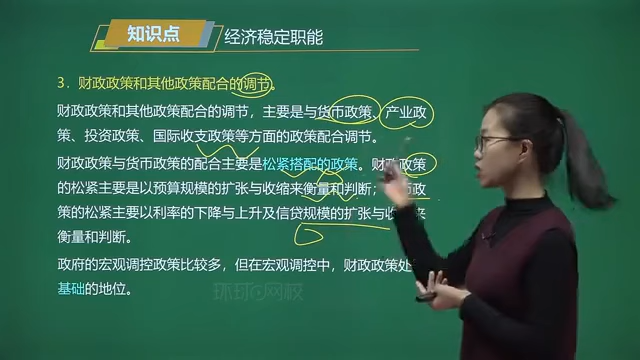 知识点 经济稳定职能
3. 财政政策和其他政策配合的调节。
财政政策和其他政策配合的调节，主要是与货币政策、产业政
策、投资政策、国际收支政策等方面的政策配合调节。
财政政策与货币政策的配合主要是松紧搭配的政策。财政政策
的松紧主要是以预算规模的扩张与收缩来衡量和判断；币政
策的松紧主要以利率的下降与上升及信贷规模的扩张与收来
衡量和判断。
政府的宏观调控政策比较多，但在宏观调控中，财政政策处
基础的地位。
环球网校